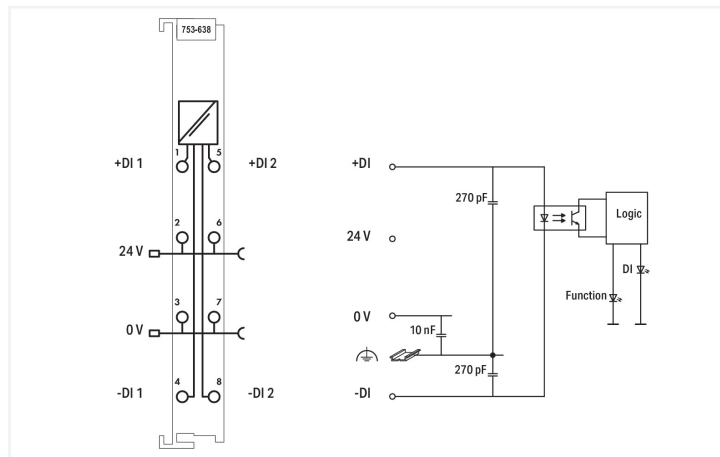 753-638
1
5
+DI 1
+DI 2
2
6
24 V
3
7
0 V
4
8
-DI 1
-DI 2
+DI
270 pF
Logic
24 V
DI
Function
0 V
10 nF
270 pF
-DI